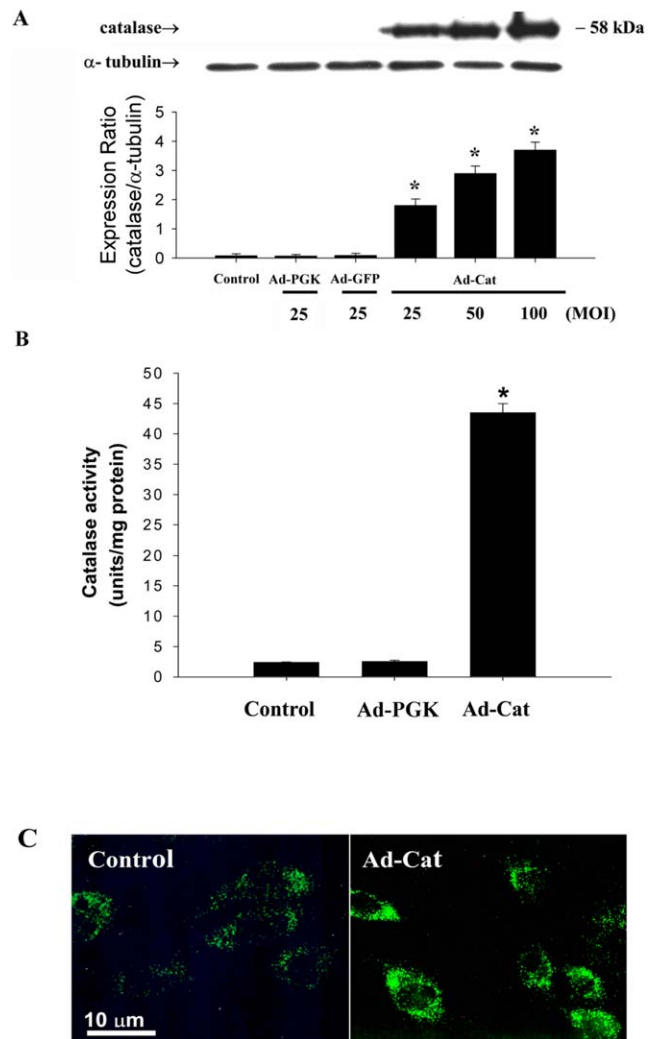 A
catalase→ – 58 kDa
α- tubulin→
Expression Ratio
(catalase/α-tubulin)
5
4
3
2
1
0
* * *
Control Ad-PGK Ad-GFP Ad-Cat
25 25 25 50 100 (MOI)
B
Catalase activity
(units/mg protein)
50
45
40
35
30
25
20
15
10
5
0
*
Control Ad-PGK Ad-Cat
C
Control Ad-Cat
10 µm